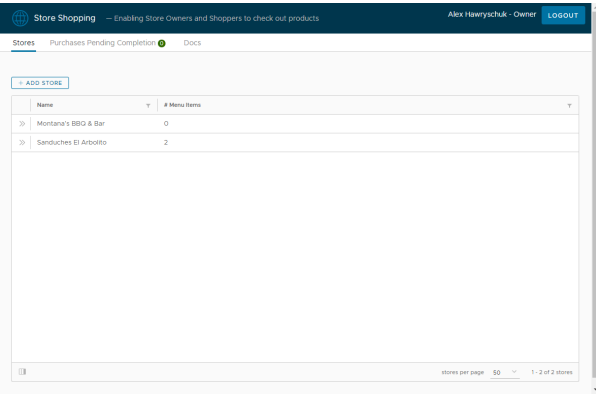 Store Shopping — Enabling Store Owners and Shoppers to check out products Alex Hawryschuk - Owner LOGOUT
Stores Purchases Pending Completion 0 Docs
+ ADD STORE
Name # Menu Items
Montana's BBQ & Bar 0
Sanduches El Arbolito 2
stores per page 50 1 - 2 of 2 stores